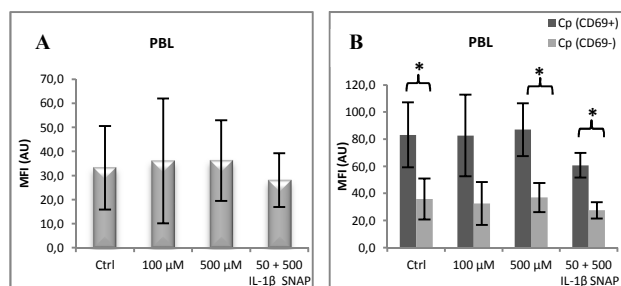 A
PBL
MFI (AU)
70,0
60,0
50,0
40,0
30,0
20,0
10,0
0,0
Ctrl 100 µM 500 µM 50 + 500
IL-1β SNAP
B
PBL
Cp (CD69+)
Cp (CD69-)
MFI (AU)
120,0
100,0
80,0
60,0
40,0
20,0
0,0
* * *
Ctrl 100 µM 500 µM 50 + 500
IL-1β SNAP